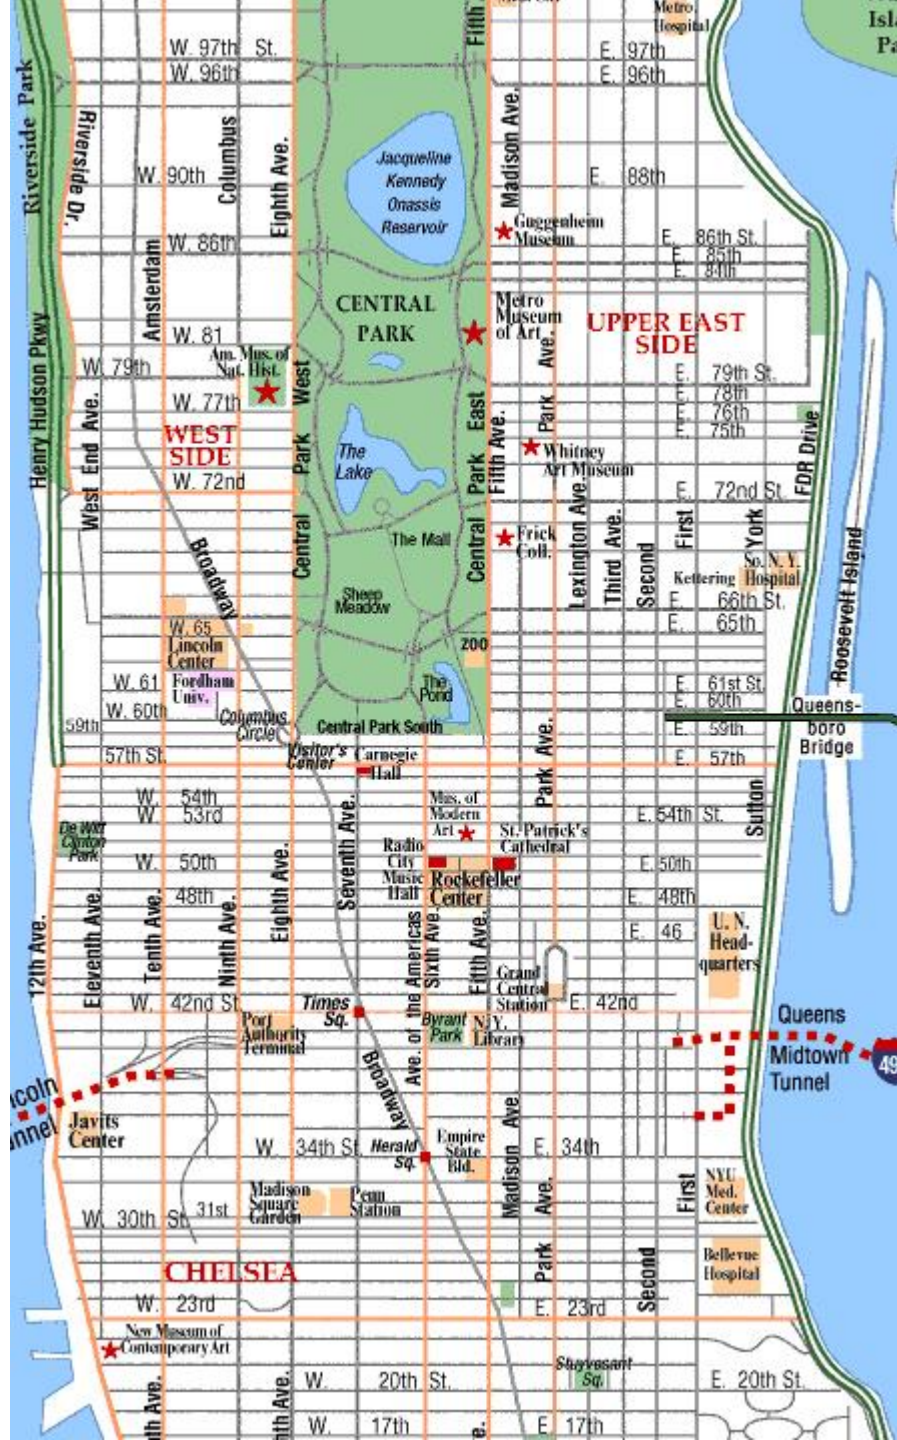 Fifth
Metro.
Hospital
W. 97th St.
W. 96th
E. 97th
E. 96th
Riverside Park
Riverside Dr.
Columbus
Eighth Ave.
Madison Ave.
Jacqueline
Kennedy
Onassis
Reservoir
W. 90th
E. 88th
Guggenheim
Museum
W. 86th
E. 86th St.
E. 85th
E. 84th
Amsterdam
CENTRAL
PARK
Metro
Museum
of Art
UPPER EAST
SIDE
Henry Hudson Pkwy
W. 81
Am. Mus. of
Nat. Hist.
W. 79th
W. 77th
E. 79th St.
E. 78th
E. 76th
E. 75th
Park Ave.
WEST
SIDE
The
Lake
Central Park West
Central Park East
Fifth Ave.
Whitney
Art Museum
FDR Drive
West End Ave.
W. 72nd
E. 72nd St.
Broadway
The Mall
Frick
Coll.
Lexington Ave.
Third Ave.
Second
First
York
Roosevelt Island
So. N. Y.
Hospital
Kettering
Sheep
Meadow
E. 66th St.
E. 65th
W. 65
Lincoln
Center
200
W. 61
Fordham
Univ.
The
Pond
E. 61st St.
E. 60th
W. 60th
Columbus
Circle
Central Park South
59th
E. 59th
Queens-
boro
Bridge
57th St.
Visitor's
Center
Carnegie
Hall
Park Ave.
E. 57th
Sutton
W. 54th
W. 53rd
Mus. of
Modern
Art
E. 54th St.
De Witt
Clinton
Park
Seventh Ave.
St. Patrick's
Cathedral
Radio
City
Music
Hall
W. 50th
Rockefeller
Center
E. 50th
48th
E. 48th
Eighth Ave.
12th Ave.
Eleventh Ave.
Tenth Ave.
Ninth Ave.
Ave. of the Americas
Sixth Ave.
Fifth Ave.
E. 46
U. N.
Head-
quarters
Grand
Central
Station
W. 42nd St.
Times
Sq.
E. 42nd
Port
Authority
Terminal
Byrant
Park
N. Y.
Library
Queens
Midtown
Tunnel
49
Broadway
Javits
Center
W. 34th St.
Herald
Sq.
Empire
State
Bld.
Madison Ave
E. 34th
Madison
Square
Garden
Penn
Station
Park Ave.
First
NYU
Med.
Center
W. 30th St.
31st
CHELSEA
Second
Bellevue
Hospital
W. 23rd
E. 23rd
New Museum of
Contemporary Art
Stuyvesant
Sq.
W. 20th St.
E. 20th St.
W. 17th
E. 17th